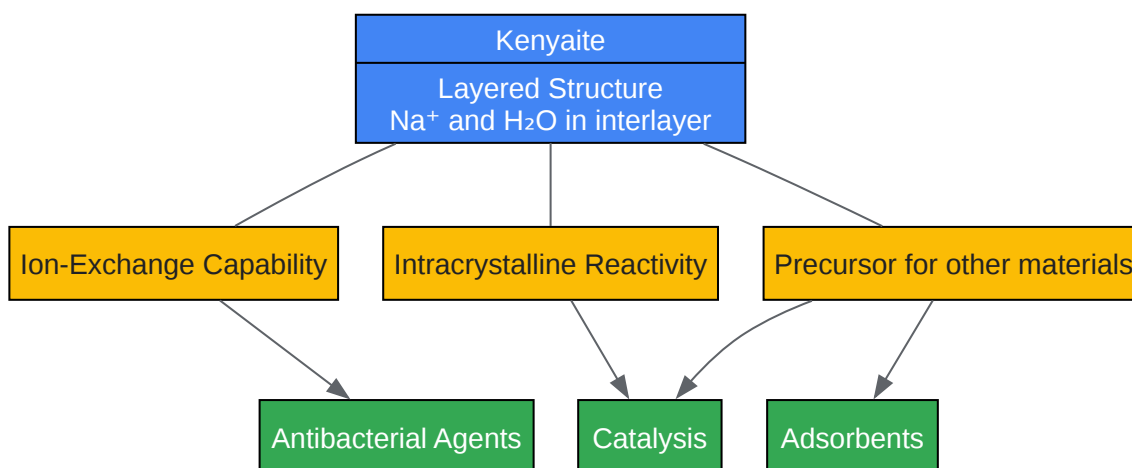 Kenyaite
Layered Structure
Na⁺ and H₂O in interlayer
Ion-Exchange Capability
Intracrystalline Reactivity
Precursor for other materials
Antibacterial Agents
Catalysis
Adsorbents